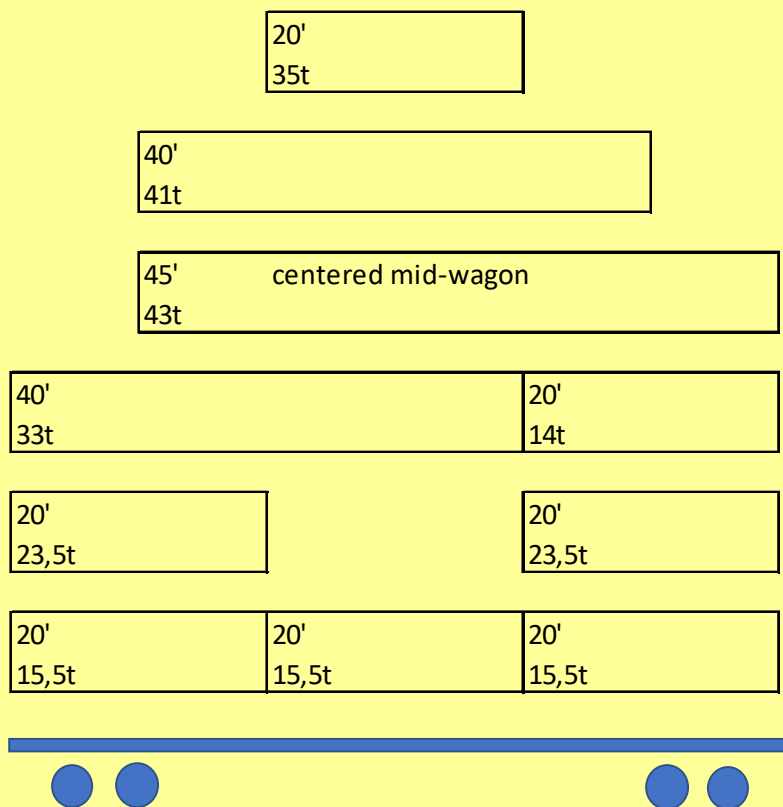 20'
35t
40'
41t
45' centered mid-wagon
43t
40' 20'
33t 14t
20' 20'
23,5t 23,5t
20' 20' 20'
15,5t 15,5t 15,5t